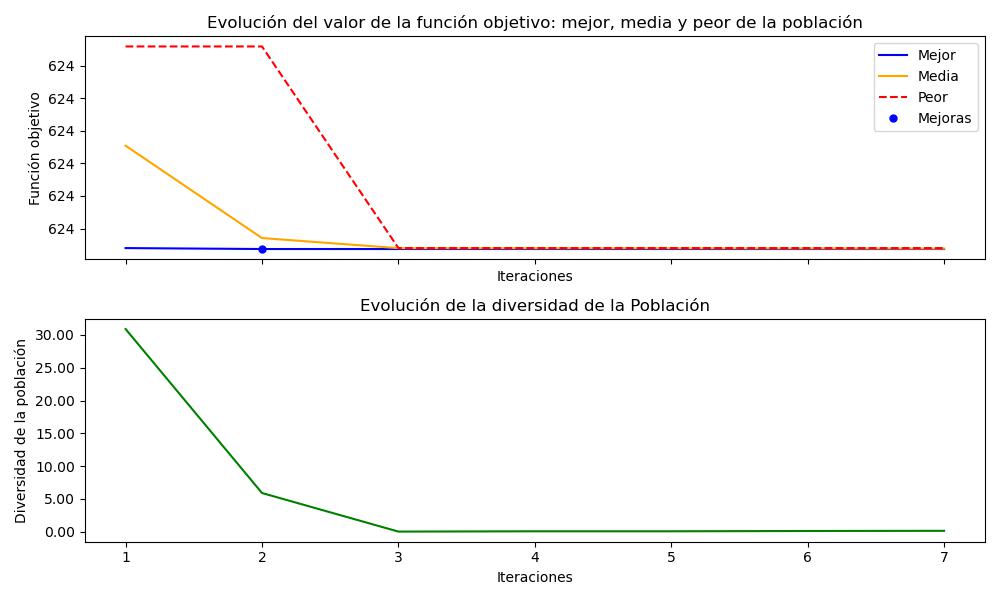 Evolución del valor de la función objetivo: mejor, media y peor de la población
Función objetivo
624
624
624
624
624
624
Mejor
Media
Peor
Mejoras
Iteraciones
Evolución de la diversidad de la Población
Diversidad de la población
30.00
25.00
20.00
15.00
10.00
5.00
0.00
1 2 3 4 5 6 7
Iteraciones